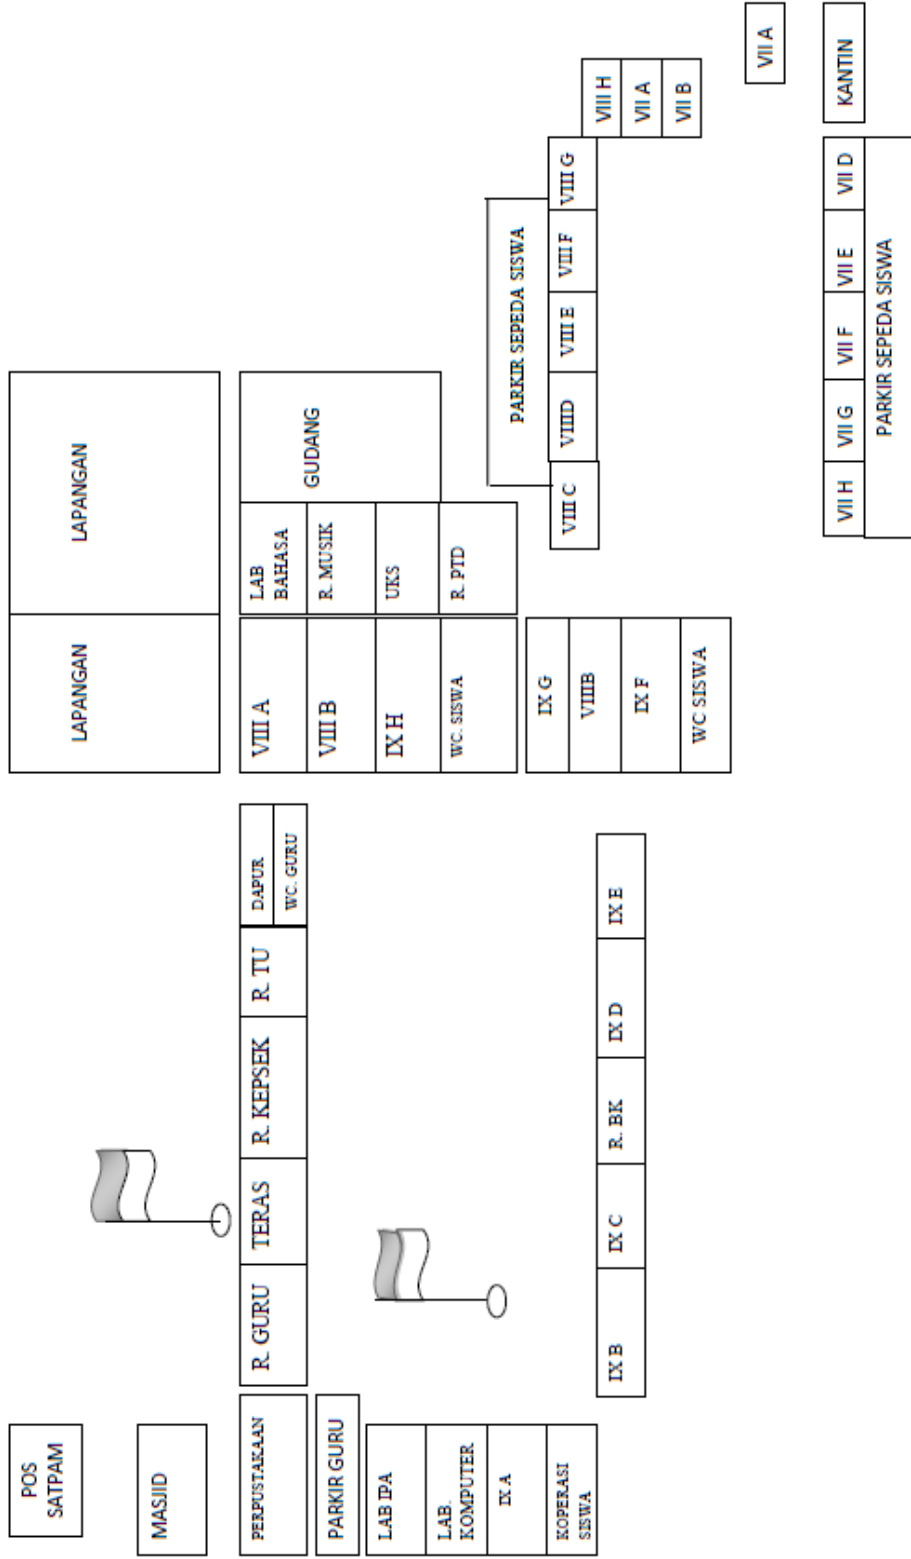 POS
SATPAM
LAPANGAN
LAPANGAN
MASJID
PERPUSTAKAAN
R. GURU
TERAS
R. KEPSEK
R. TU
DAPUR
WC. GURU
VIII A
VIII B
IX H
WC. SISWA
LAB
BAHASA
R. MUSIK
UKS
R. PTD
GUDANG
PARKIR GURU
LAB IPA
LAB.
KOMPUTER
IX A
KOPERASI
SISWA
IX B
IX C
R. BK
IX D
IX E
IX G
VIIIB
IX F
WC SISWA
PARKIR SEPEDA SISWA
VIII C
VIIID
VIII E
VIII F
VIII G
VIII H
VII A
VII B
VII A
VII H
VII G
VII F
VII E
VII D
KANTIN
PARKIR SEPEDA SISWA